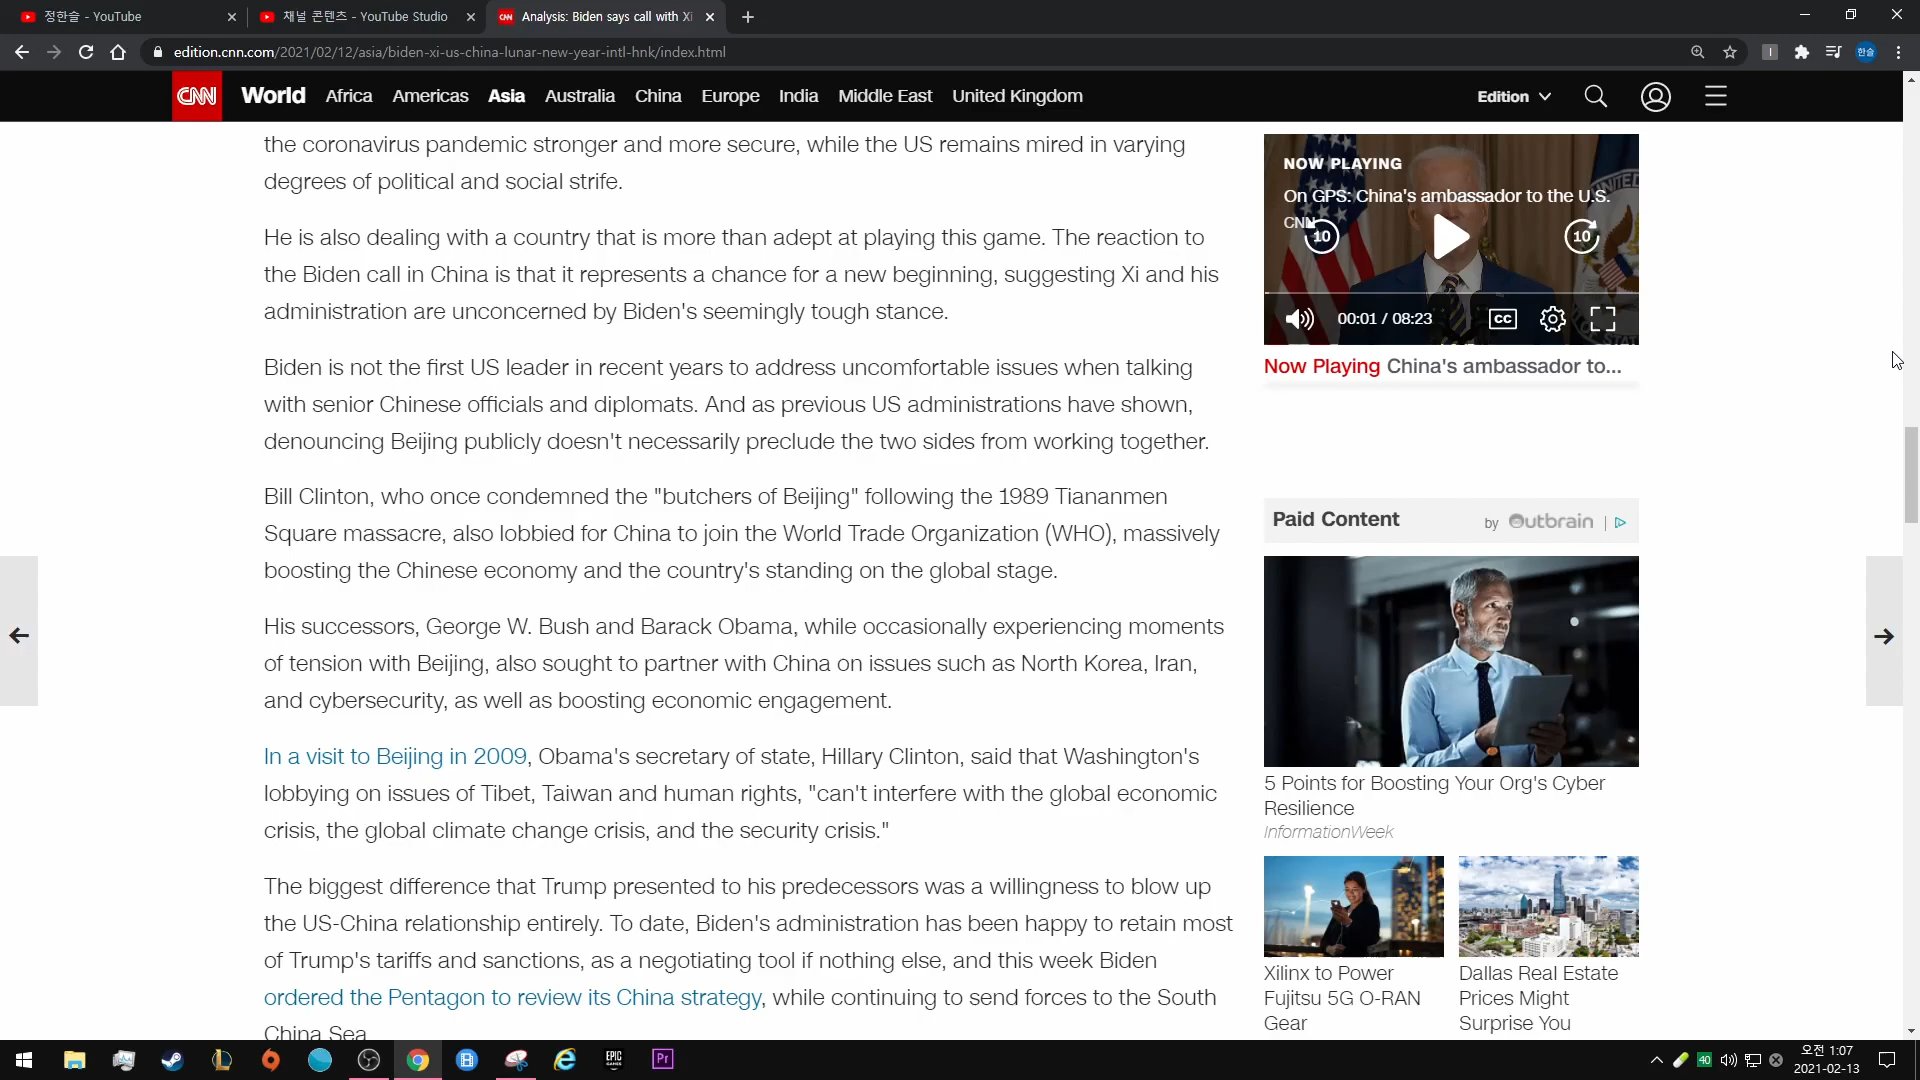 정한슬 - YouTube
채널 콘텐츠 - YouTube Studio
CNN Analysis: Biden says call with Xi
edition.cnn.com/2021/02/12/asia/biden-xi-us-china-lunar-new-year-intl-hnk/index.html
한슬
CNN World Africa Americas Asia Australia China Europe India Middle East United Kingdom Edition
the coronavirus pandemic stronger and more secure, while the US remains mired in varying
degrees of political and social strife.
He is also dealing with a country that is more than adept at playing this game. The reaction to
the Biden call in China is that it represents a chance for a new beginning, suggesting Xi and his
administration are unconcerned by Biden's seemingly tough stance.
Biden is not the first US leader in recent years to address uncomfortable issues when talking
with senior Chinese officials and diplomats. And as previous US administrations have shown,
denouncing Beijing publicly doesn't necessarily preclude the two sides from working together.
Bill Clinton, who once condemned the "butchers of Beijing" following the 1989 Tiananmen
Square massacre, also lobbied for China to join the World Trade Organization (WHO), massively
boosting the Chinese economy and the country's standing on the global stage.
His successors, George W. Bush and Barack Obama, while occasionally experiencing moments
of tension with Beijing, also sought to partner with China on issues such as North Korea, Iran,
and cybersecurity, as well as boosting economic engagement.
In a visit to Beijing in 2009, Obama's secretary of state, Hillary Clinton, said that Washington's
lobbying on issues of Tibet, Taiwan and human rights, "can't interfere with the global economic
crisis, the global climate change crisis, and the security crisis."
The biggest difference that Trump presented to his predecessors was a willingness to blow up
the US-China relationship entirely. To date, Biden's administration has been happy to retain most
of Trump's tariffs and sanctions, as a negotiating tool if nothing else, and this week Biden
ordered the Pentagon to review its China strategy, while continuing to send forces to the South
China Sea
NOW PLAYING
On GPS: China's ambassador to the U.S.
CNN
10
10
00:01 / 08:23
CC
Now Playing China's ambassador to...
Paid Content
by Outbrain
5 Points for Boosting Your Org's Cyber
Resilience
InformationWeek
Xilinx to Power
Fujitsu 5G O-RAN
Gear
Dallas Real Estate
Prices Might
Surprise You
EPIC
GAMES
Pr
40
오전 1:07
2021-02-13